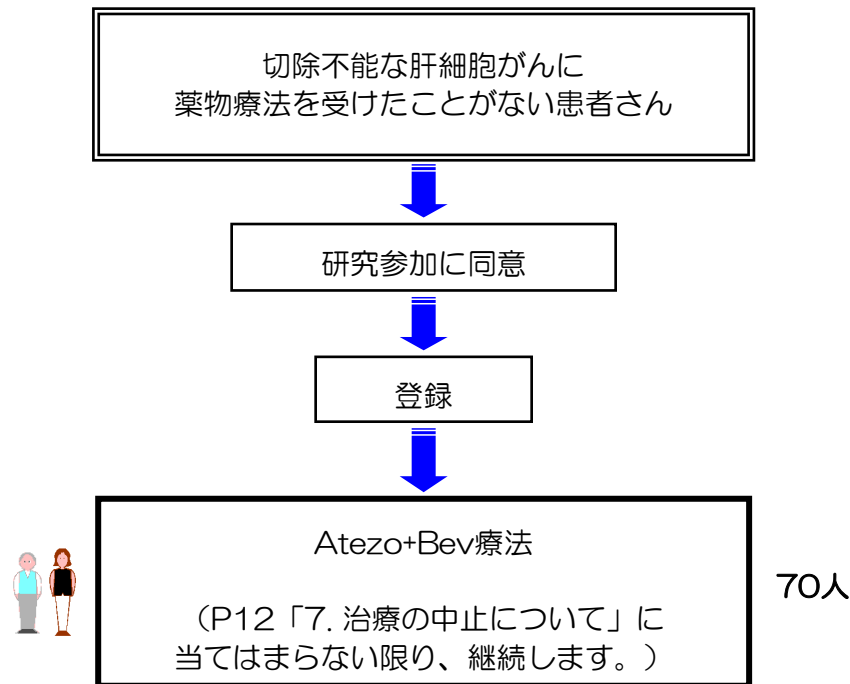 切除不能な肝細胞がんに
薬物療法を受けたことがない患者さん
研究参加に同意
登録
Atezo+Bev療法
（P12「7. 治療の中止について」に
当てはまらない限り、継続します。）
70人